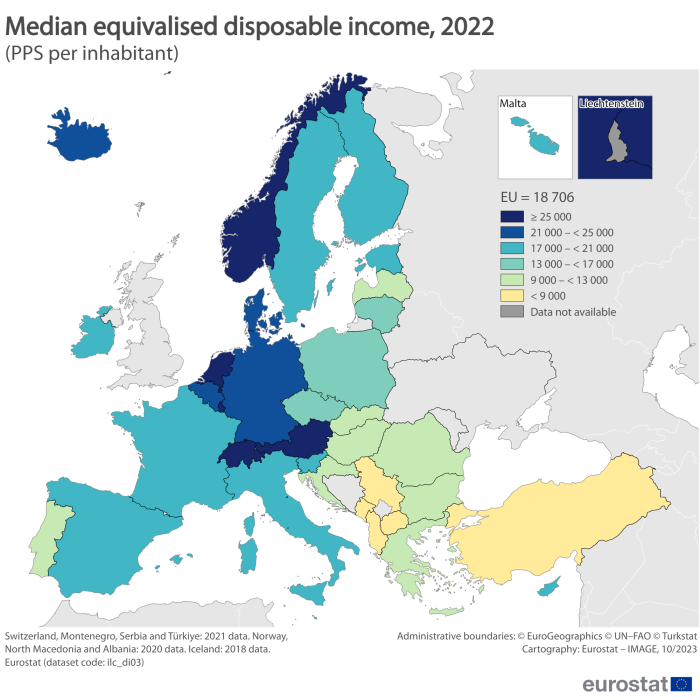 Median equivalised disposable income, 2022
(PPS per inhabitant)
Malta
Liechtenstein
EU = 18 706
≥ 25 000
21 000 – < 25 000
17 000 – < 21 000
13 000 – < 17 000
9 000 – < 13 000
< 9 000
Data not available
Switzerland, Montenegro, Serbia and Türkiye: 2021 data. Norway,
North Macedonia and Albania: 2020 data. Iceland: 2018 data.
Eurostat (dataset code: ilc_di03)
Administrative boundaries: © EuroGeographics © UN–FAO © Turkstat
Cartography: Eurostat – IMAGE, 10/2023
eurostat